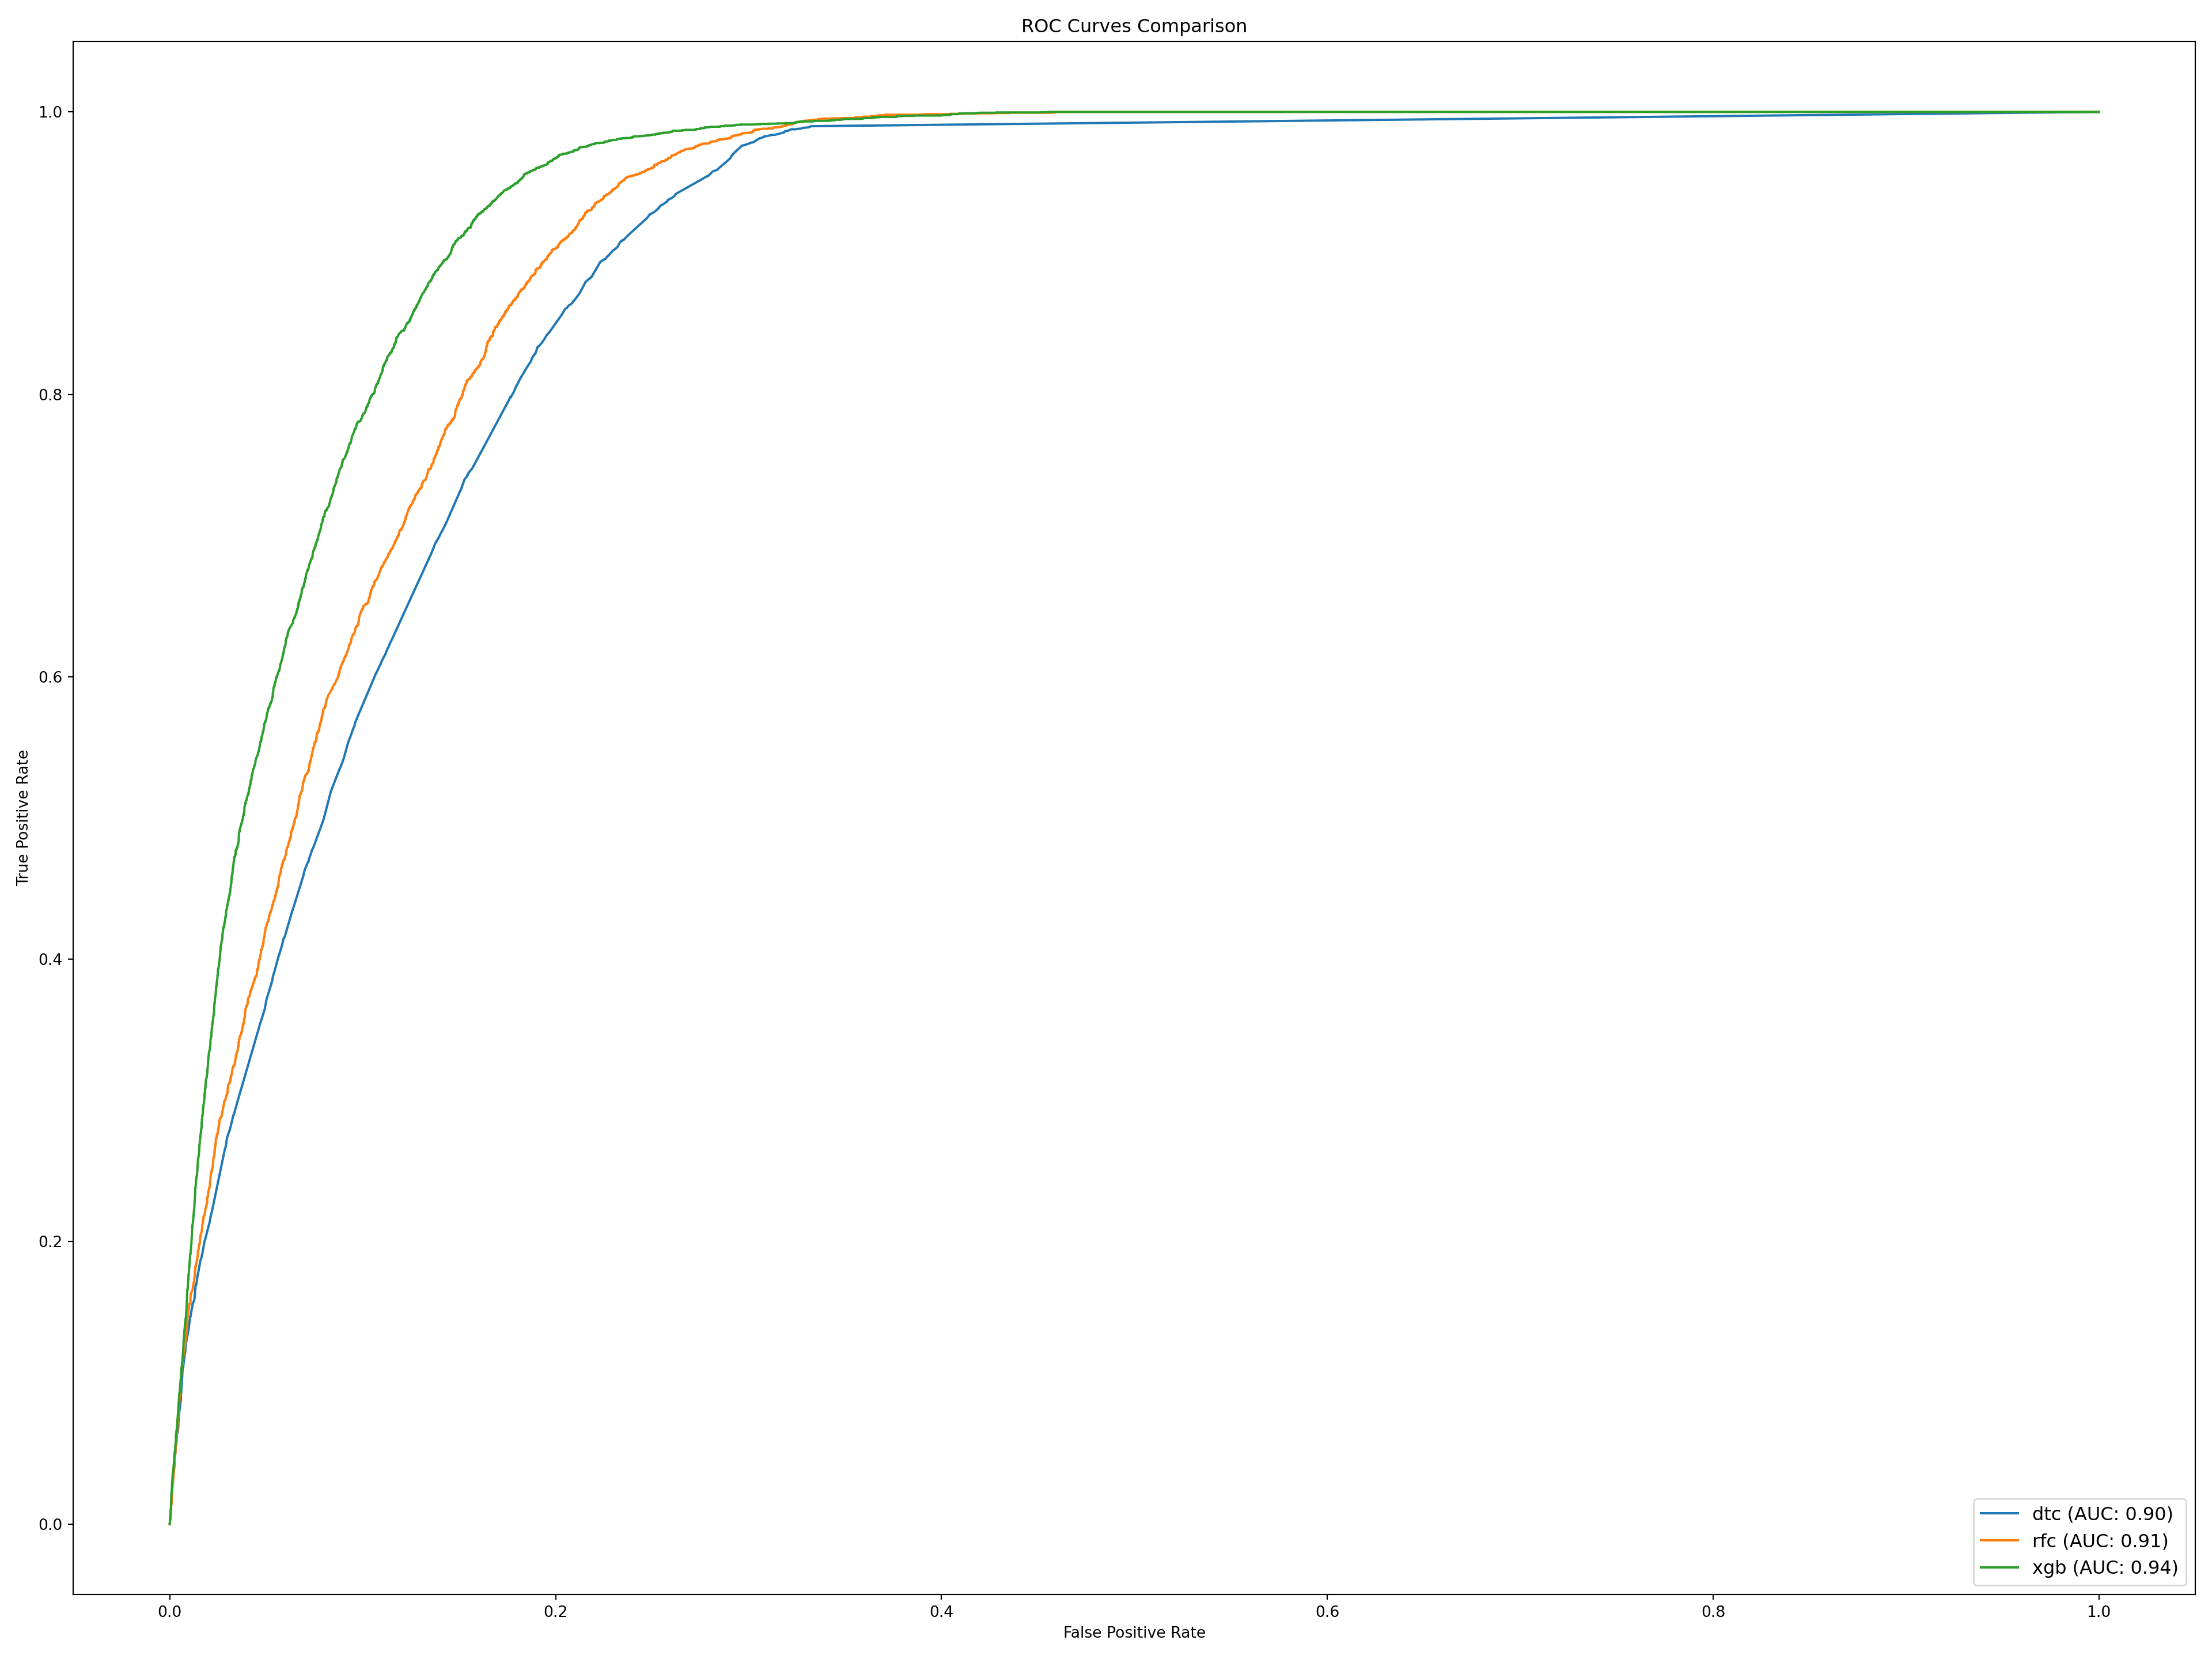 ROC Curves Comparison
1.0
0.8
0.6
0.4
0.2
0.0
True Positive Rate
0.0 0.2 0.4 0.6 0.8 1.0
False Positive Rate
dtc (AUC: 0.90)
rfc (AUC: 0.91)
xgb (AUC: 0.94)